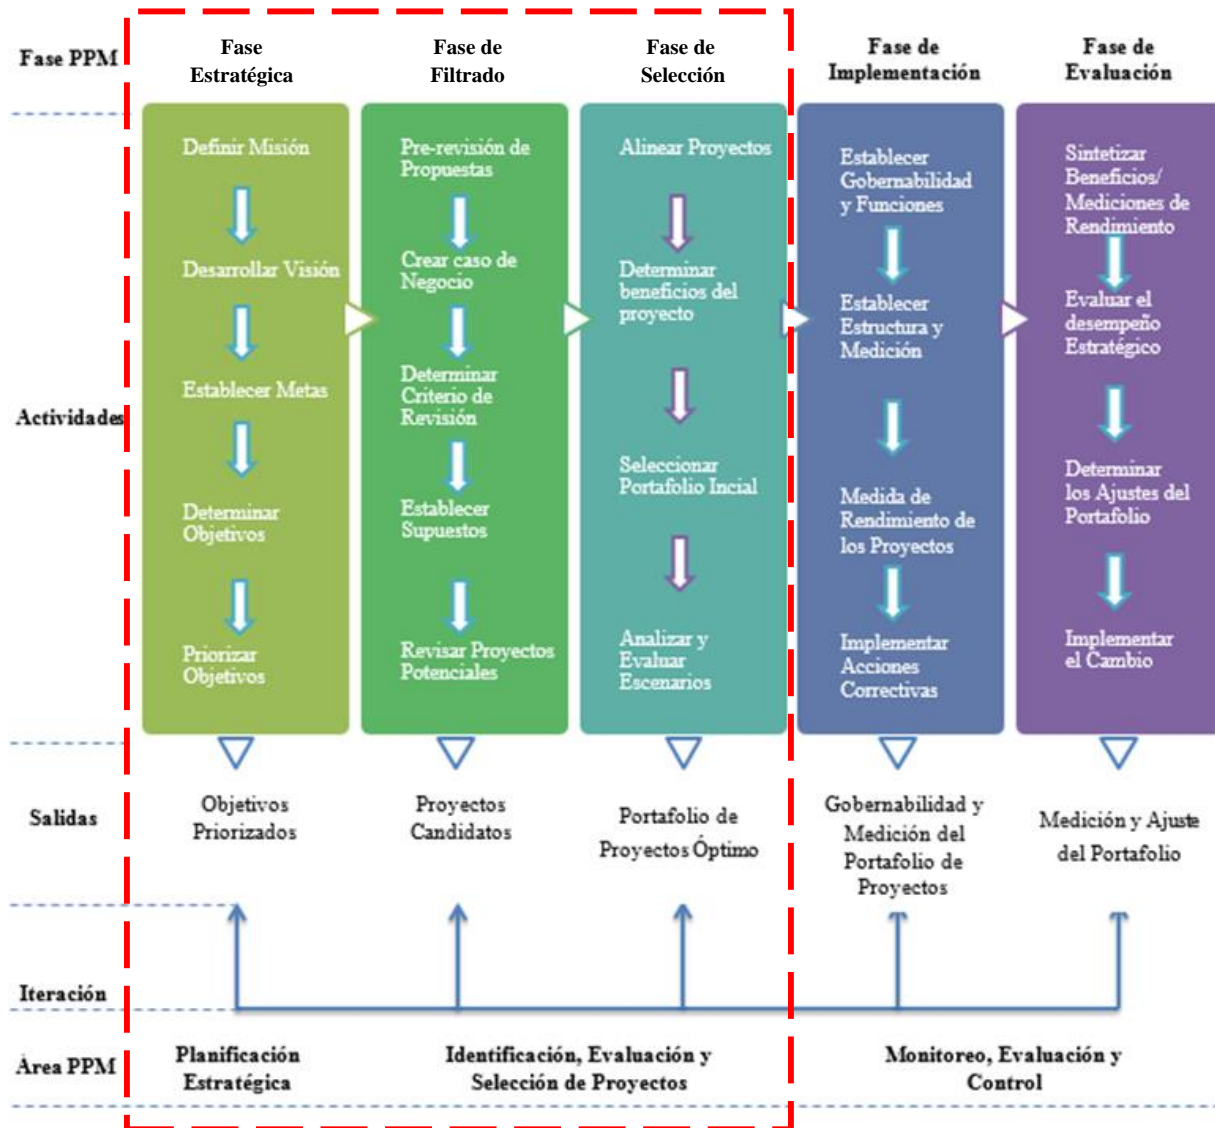 Fase PPM
Fase
Estratégica
Fase de
Filtrado
Fase de
Selección
Fase de
Implementación
Fase de
Evaluación
Actividades
Definir Misión
Desarrollar Visión
Establecer Metas
Determinar
Objetivos
Priorizar
Objetivos
Pre-revisión de
Propuestas
Crear caso de
Negocio
Determinar
Criterio de
Revisión
Establecer
Supuestos
Revisar Proyectos
Potenciales
Alinear Proyectos
Determinar
beneficios del
proyecto
Seleccionar
Portafolio Incial
Analizar y
Evaluar
Escenarios
Establecer
Gobernabilidad
y Funciones
Establecer
Estructura y
Medición
Medida de
Rendimiento de
los Proyectos
Implementar
Acciones
Correctivas
Sintetizar
Beneficios/
Mediciones de
Rendimiento
Evaluar el
desempeño
Estratégico
Determinar
los Ajustes del
Portafolio
Implementar
el Cambio
Salidas
Objetivos
Priorizados
Proyectos
Candidatos
Portafolio de
Proyectos Óptimo
Gobernabilidad y
Medición del
Portafolio de
Proyectos
Medición y Ajuste
del Portafolio
Iteración
Àrea PPM
Planificación
Estratégica
Identificación, Evaluación y
Selección de Proyectos
Monitoreo, Evaluación y
Control